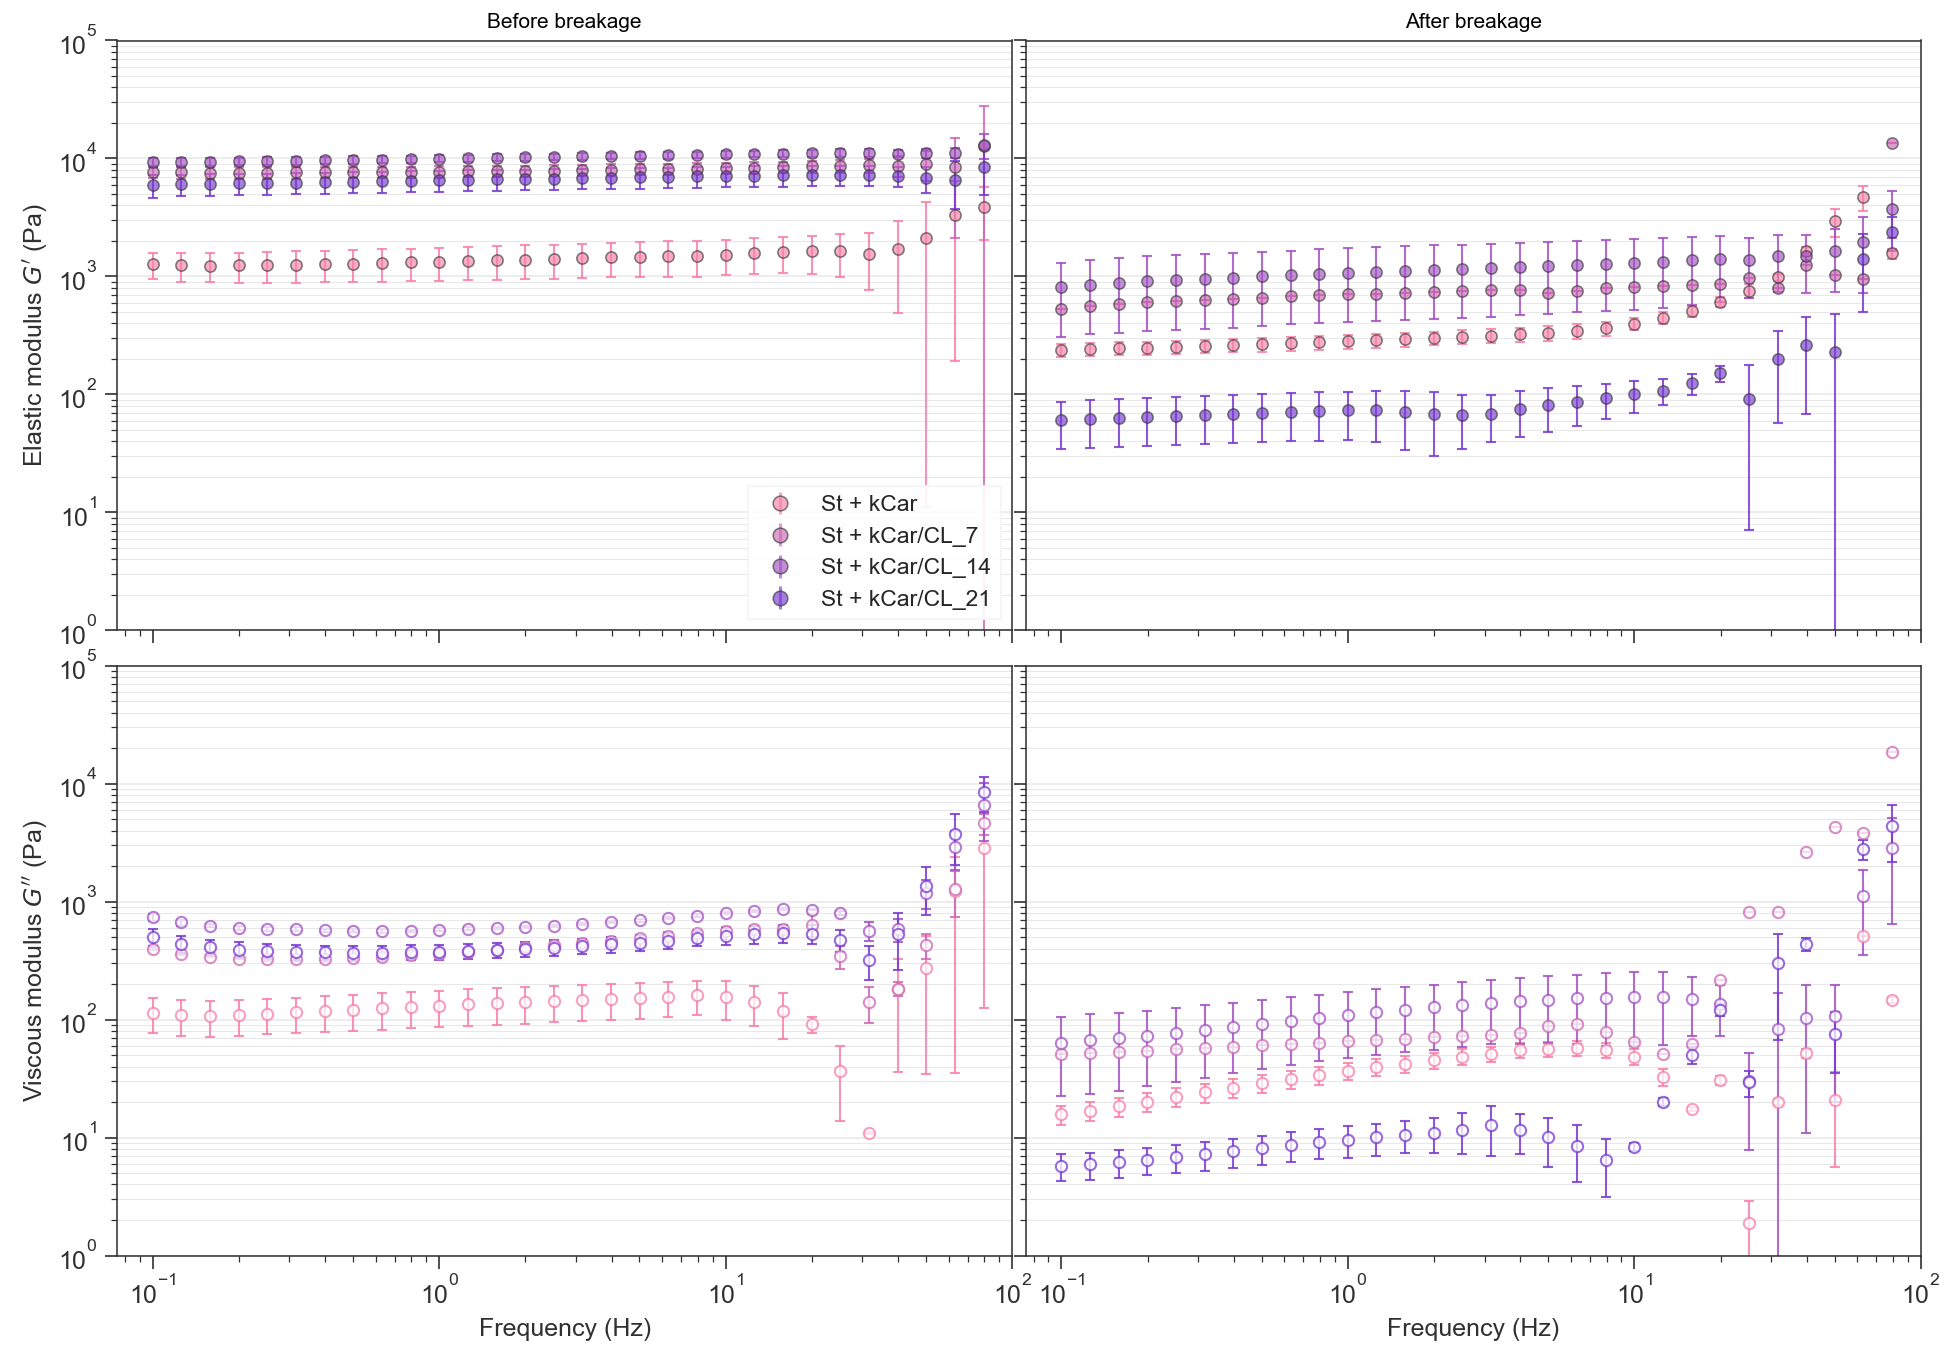 Before breakage
After breakage
Elastic modulus G′ (Pa)
10^5
10^4
10^3
10^2
10^1
10^0
St + kCar
St + kCar/CL_7
St + kCar/CL_14
St + kCar/CL_21
Viscous modulus G′′ (Pa)
10^5
10^4
10^3
10^2
10^1
10^0
10^−1 10^0 10^1 10^2
10^−1 10^0 10^1 10^2
Frequency (Hz)
Frequency (Hz)